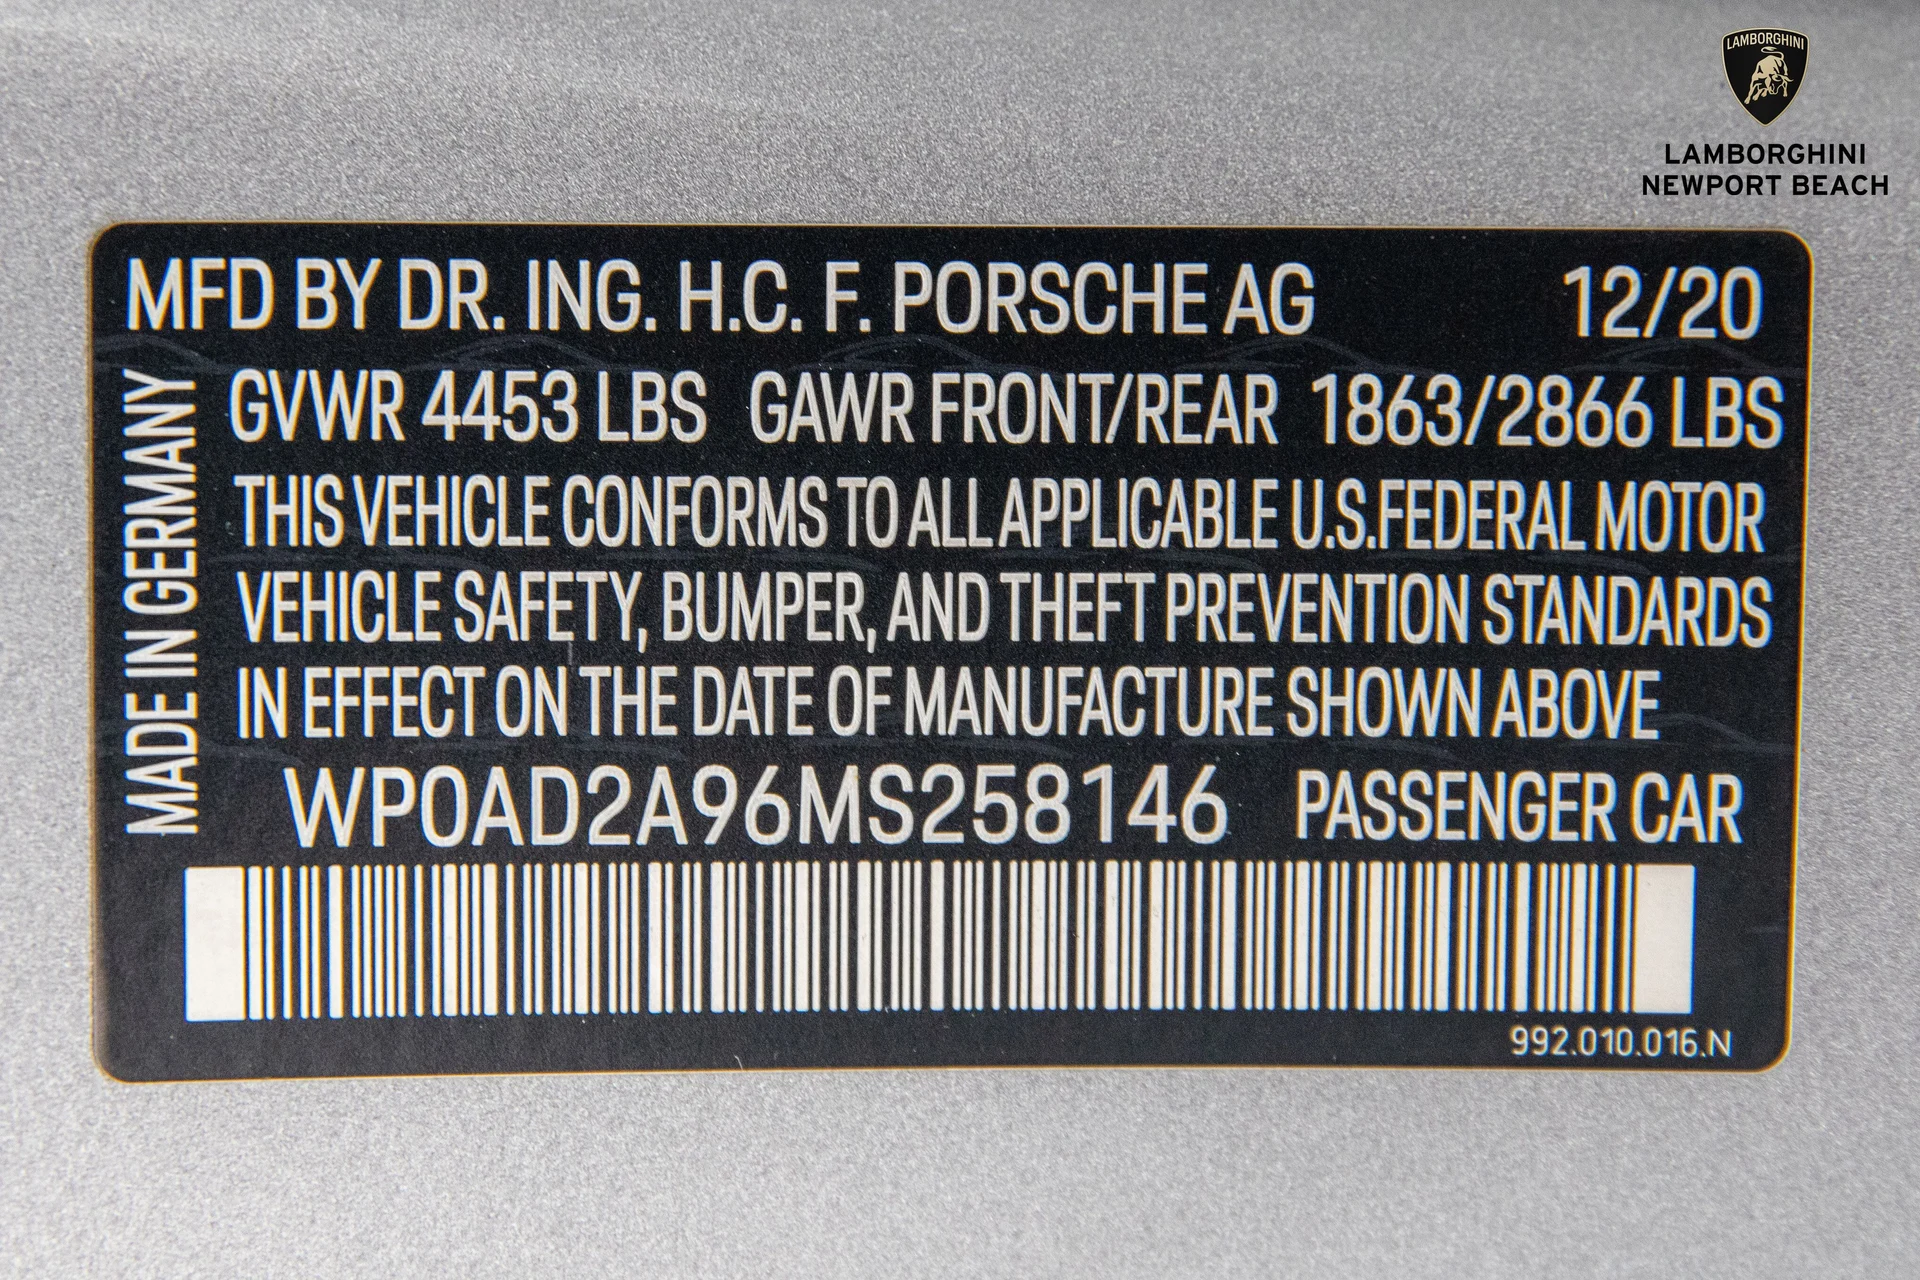 LAMBORGHINI
LAMBORGHINI
NEWPORT BEACH
MFD BY DR. ING. H.C. F. PORSCHE AG 12/20
GVWR 4453 LBS GAWR FRONT/REAR 1863/2866 LBS
THIS VEHICLE CONFORMS TO ALL APPLICABLE U.S.FEDERAL MOTOR
VEHICLE SAFETY, BUMPER, AND THEFT PREVENTION STANDARDS
IN EFFECT ON THE DATE OF MANUFACTURE SHOWN ABOVE
WP0AD2A96MS258146 PASSENGER CAR
MADE IN GERMANY
992.010.016.N